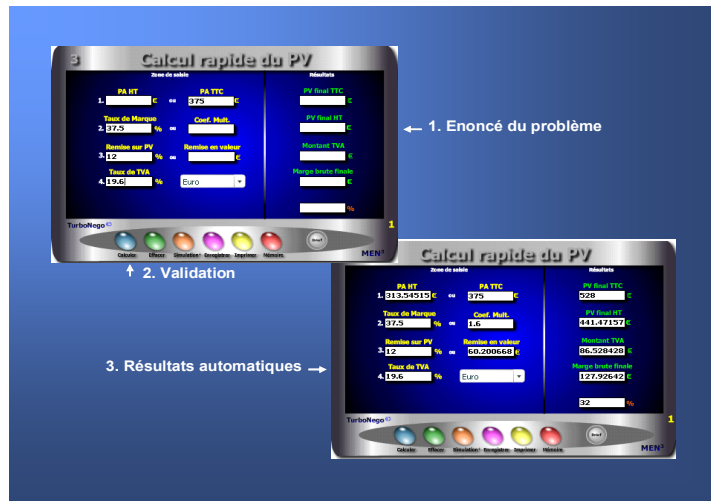 3 Calcul rapide du PV
Zone de saisie Résultats
PA HT PA TTC PV final TTC
1. € ou 375 € €
Taux de Marque Coef. Mult. PV final HT
2. 37.5 % ou €
Remise sur PV Remise en valeur Montant TVA
3. 12 % ou € €
Taux de TVA Marge brute finale
4. 19.6 % Euro €
%
TurboNego 1
Calculer Effacer Simulation+ Enregistrer Imprimer Mémoire MEN³
1. Enoncé du problème
2. Validation
Calcul rapide du PV
Zone de saisie Résultats
PA HT PA TTC PV final TTC
1. 313.54515 € ou 375 € 528 €
Taux de Marque Coef. Mult. PV final HT
2. 37.5 % ou 1.6 441.47157 €
Remise sur PV Remise en valeur Montant TVA
3. 12 % ou 60.200668 € 86.528428 €
Taux de TVA Marge brute finale
4. 19.6 % Euro 127.92642 €
32 %
3. Résultats automatiques
TurboNego 1
Calculer Effacer Simulation+ Enregistrer Imprimer Mémoire MEN³